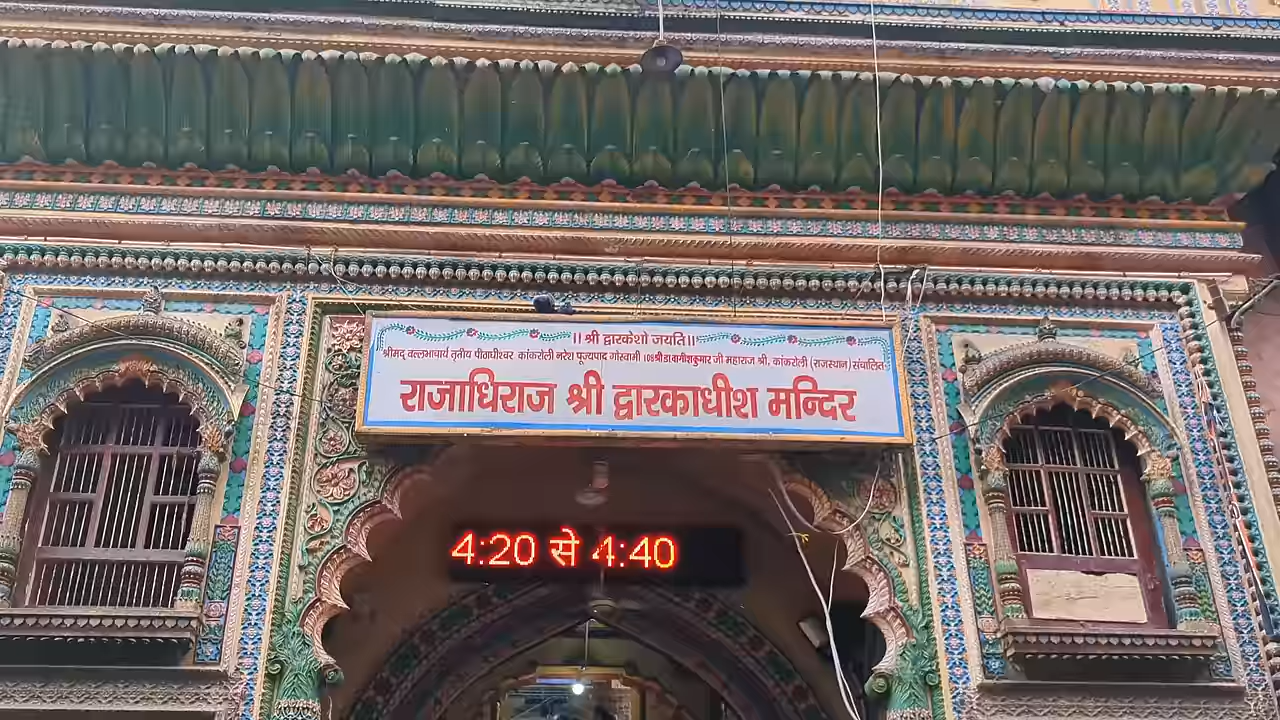 || श्री द्वारकेशो जयति||
श्रीमद् वल्लभाचार्य तृतीय पीठाधीश्वर कांकरोली नरेश पूज्यपाद गोस्वामी 108 श्री डा. वागीशकुमार जी महाराज श्री, कांकरोली (राजस्थान) संचालित
राजाधिराज श्री द्वारकाधीश मन्दिर
4:20 से 4:40